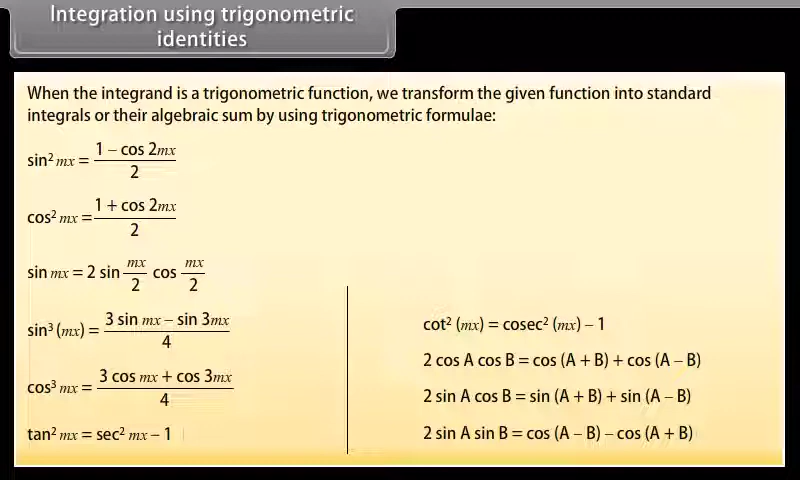 Integration using trigonometric
identities
When the integrand is a trigonometric function, we transform the given function into standard
integrals or their algebraic sum by using trigonometric formulae:
sin² mx = (1 – cos 2mx)/2
cos² mx = (1 + cos 2mx)/2
sin mx = 2 sin mx/2 cos mx/2
sin³ (mx) = (3 sin mx – sin 3mx)/4
cos³ mx = (3 cos mx + cos 3mx)/4
tan² mx = sec² mx – 1
cot² (mx) = cosec² (mx) – 1
2 cos A cos B = cos (A + B) + cos (A – B)
2 sin A cos B = sin (A + B) + sin (A – B)
2 sin A sin B = cos (A – B) – cos (A + B)